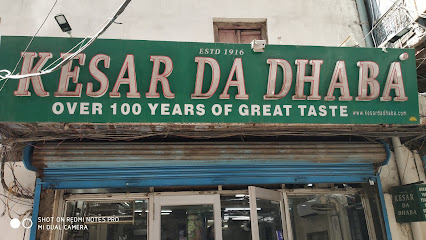 ESTD 1916
KESAR DA DHABA
OVER 100 YEARS OF GREAT TASTE
www.kesardadhaba.com
KESAR
DA
DHABA
SHOT ON REDMI NOTE5 PRO
MI DUAL CAMERA